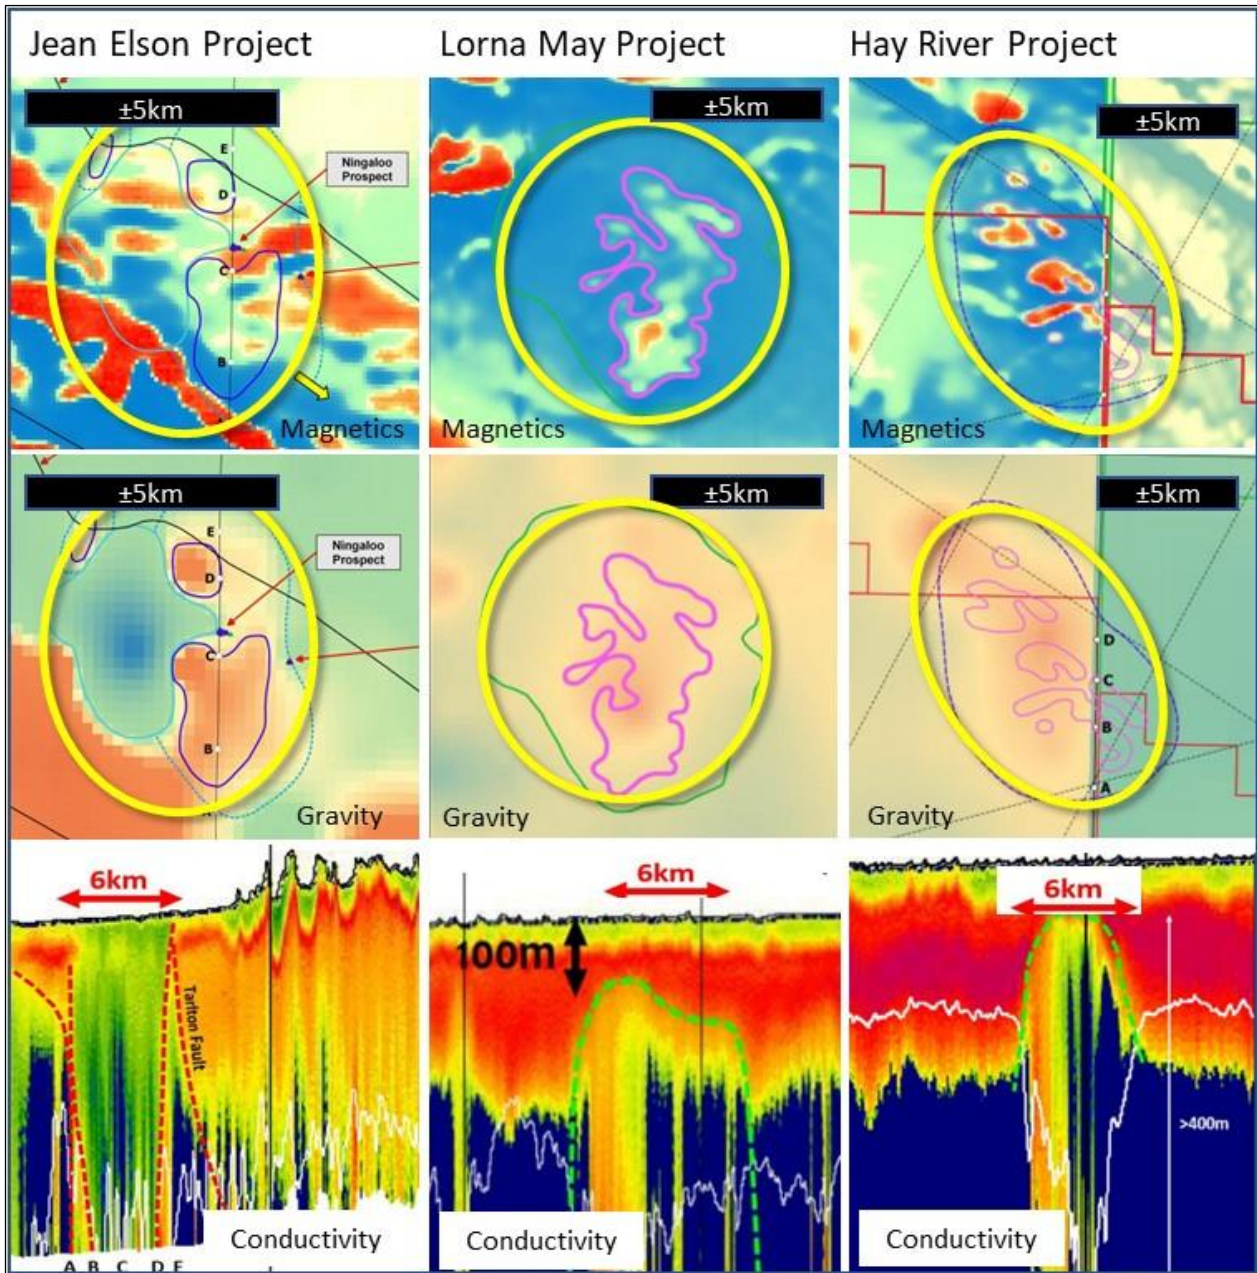 Jean Elson Project
Lorna May Project
Hay River Project
±5km
±5km
±5km
E
Ningaloo
Prospect
D
C
B
Magnetics
Magnetics
Magnetics
±5km
±5km
±5km
E
Ningaloo
Prospect
D
C
B
D
C
B
A
Gravity
Gravity
Gravity
6km
6km
6km
100m
Tarlton Fault
>400m
Conductivity
Conductivity
Conductivity
A B C D E